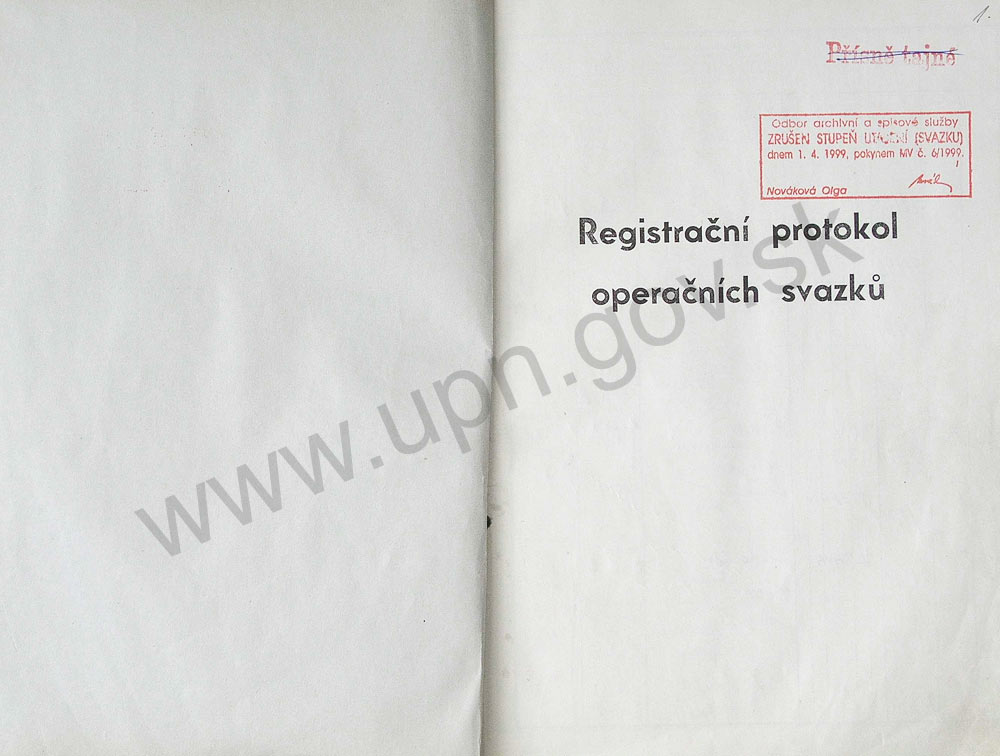 1.
Přísně tajné
Odbor archivní a spisové služby
ZRUŠEN STUPEŇ UTAJENÍ (SVAZKU)
dnem 1. 4. 1999, pokynem MV č. 6/1999.
Nováková Olga
Registrační protokol
operačních svazků
www.upn.gov.sk